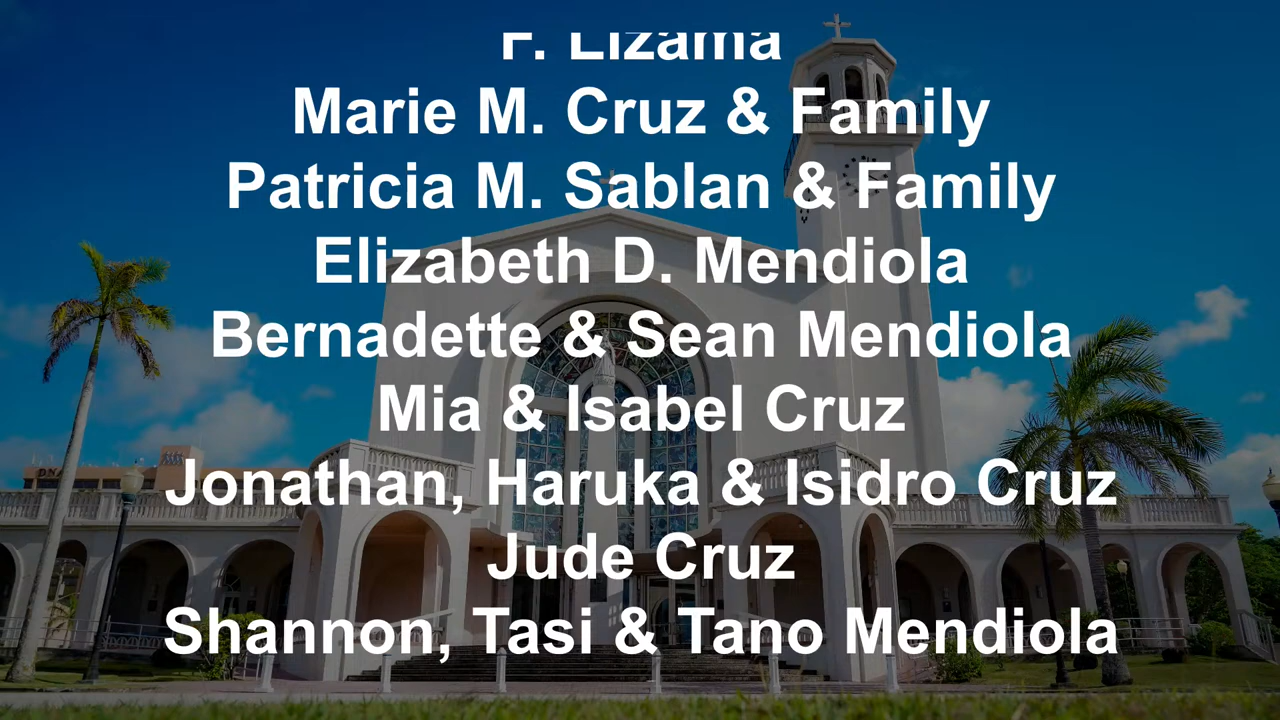 F. Lizama
Marie M. Cruz & Family
Patricia M. Sablan & Family
Elizabeth D. Mendiola
Bernadette & Sean Mendiola
Mia & Isabel Cruz
Jonathan, Haruka & Isidro Cruz
Jude Cruz
Shannon, Tasi & Tano Mendiola